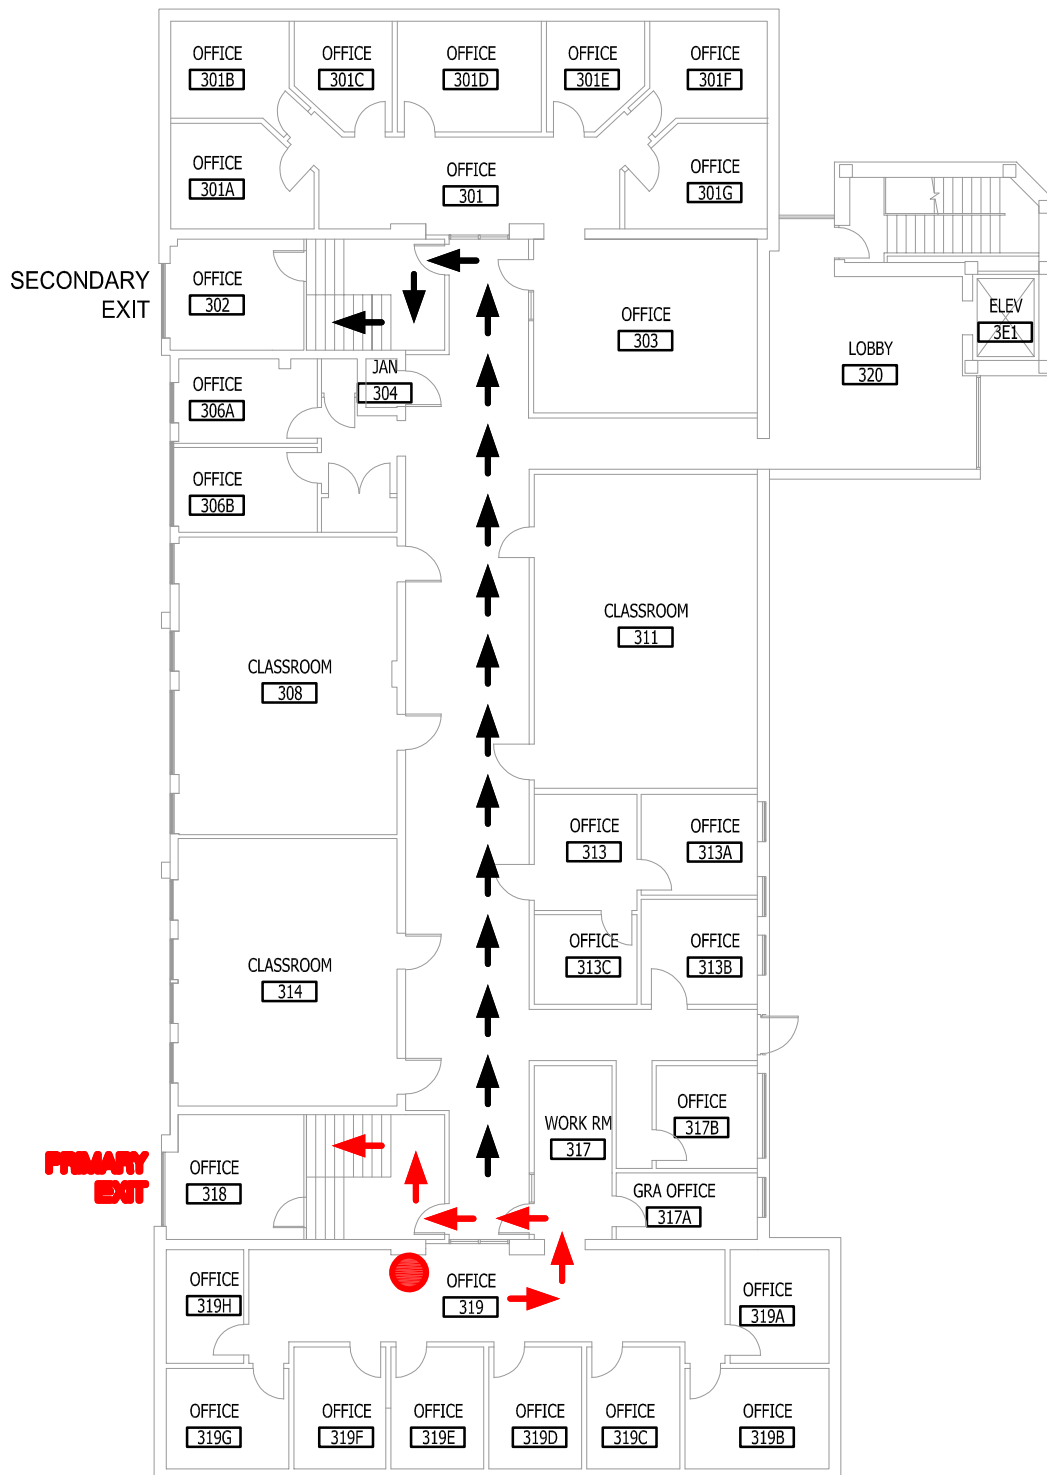 OFFICE
301B
OFFICE
301C
OFFICE
301D
OFFICE
301E
OFFICE
301F
OFFICE
301A
OFFICE
301
OFFICE
301G
SECONDARY
EXIT
OFFICE
302
OFFICE
303
ELEV
3E1
LOBBY
320
JAN
304
OFFICE
306A
OFFICE
306B
CLASSROOM
311
CLASSROOM
308
OFFICE
313
OFFICE
313A
OFFICE
313C
OFFICE
313B
CLASSROOM
314
WORK RM
317
OFFICE
317B
PRIMARY
EXIT
OFFICE
318
GRA OFFICE
317A
OFFICE
319H
OFFICE
319
OFFICE
319A
OFFICE
319G
OFFICE
319F
OFFICE
319E
OFFICE
319D
OFFICE
319C
OFFICE
319B